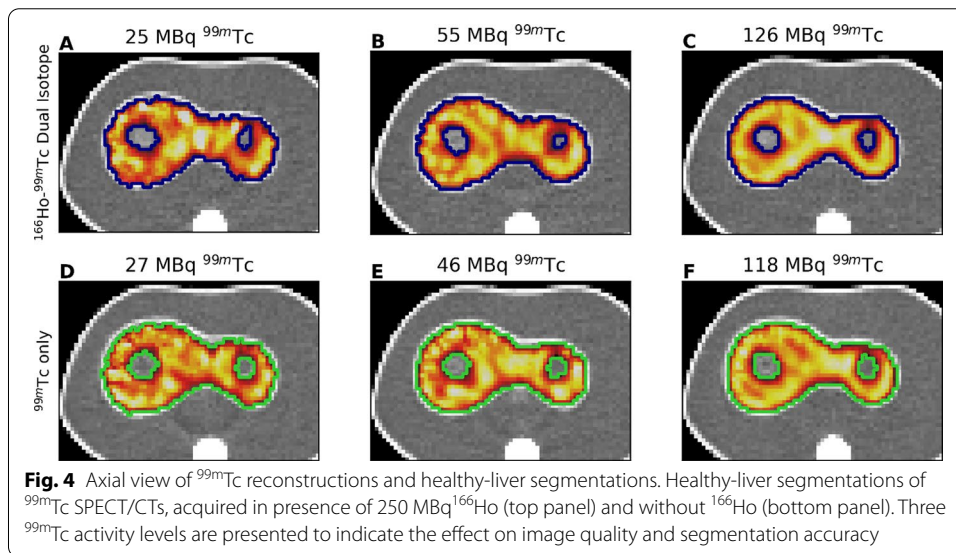 A 25 MBq ⁹⁹ᵐTc
B 55 MBq ⁹⁹ᵐTc
C 126 MBq ⁹⁹ᵐTc
¹⁶⁶Ho-⁹⁹ᵐTc Dual Isotope
D 27 MBq ⁹⁹ᵐTc
E 46 MBq ⁹⁹ᵐTc
F 118 MBq ⁹⁹ᵐTc
⁹⁹ᵐTc only
Fig. 4 Axial view of ⁹⁹ᵐTc reconstructions and healthy-liver segmentations. Healthy-liver segmentations of
⁹⁹ᵐTc SPECT/CTs, acquired in presence of 250 MBq¹⁶⁶Ho (top panel) and without ¹⁶⁶Ho (bottom panel). Three
⁹⁹ᵐTc activity levels are presented to indicate the effect on image quality and segmentation accuracy